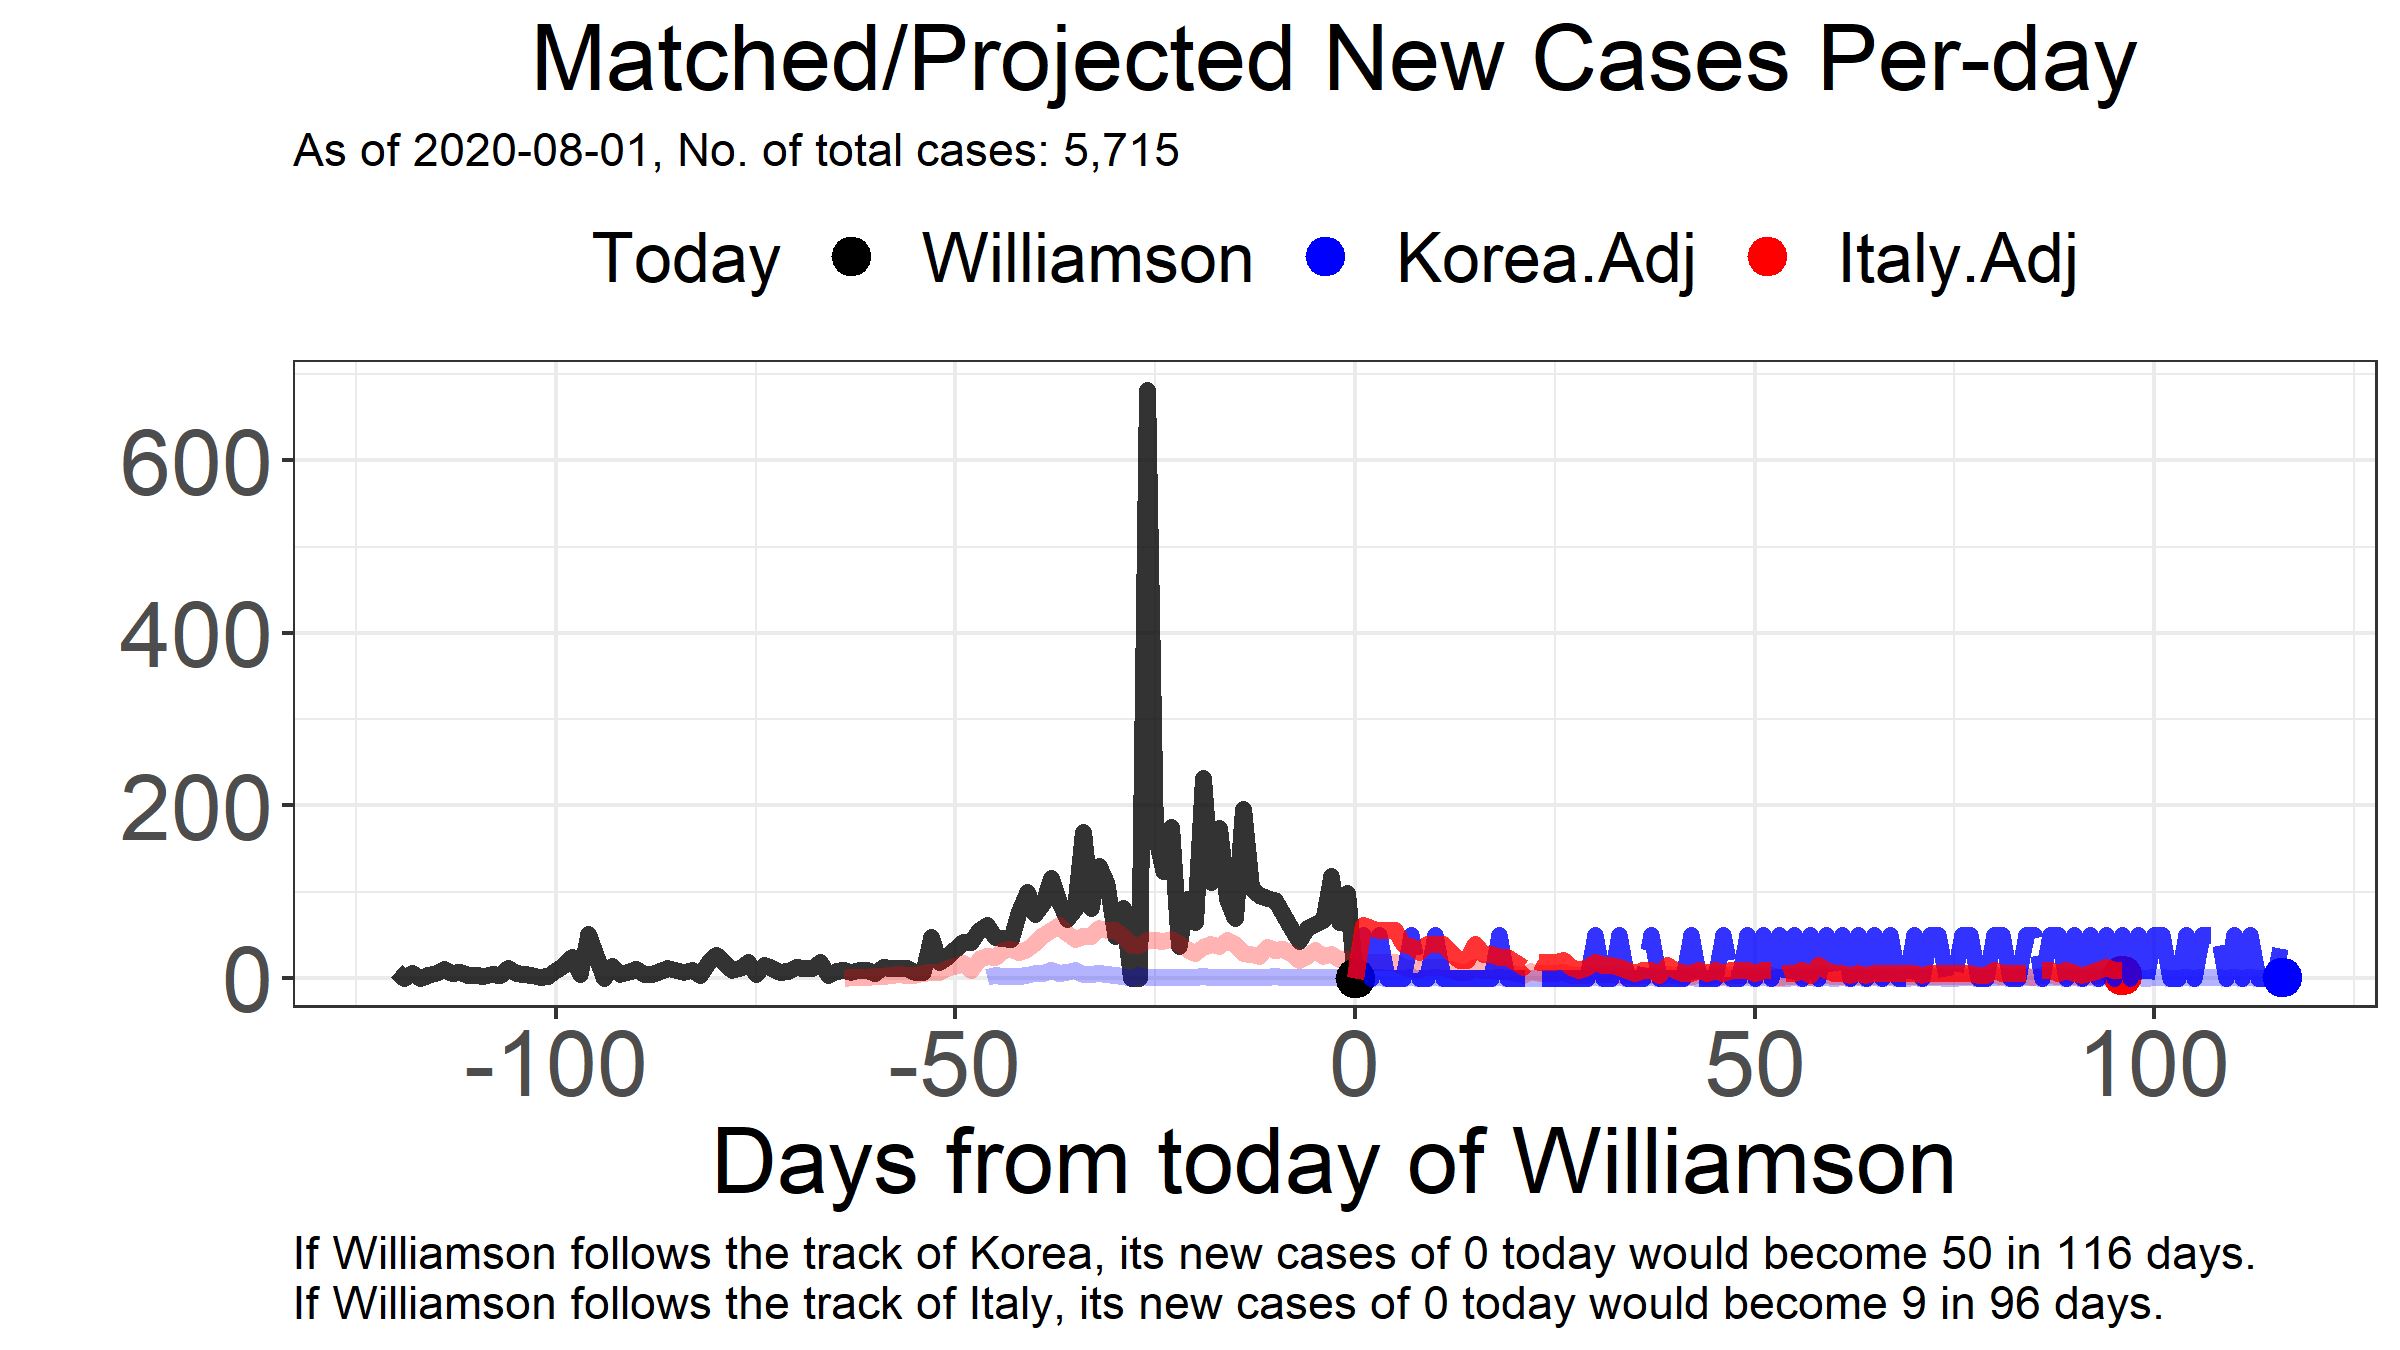 Matched/Projected New Cases Per-day
As of 2020-08-01, No. of total cases: 5,715
Today Williamson Korea.Adj Italy.Adj
600
400
200
0
-100 -50 0 50 100
Days from today of Williamson
If Williamson follows the track of Korea, its new cases of 0 today would become 50 in 116 days.
If Williamson follows the track of Italy, its new cases of 0 today would become 9 in 96 days.